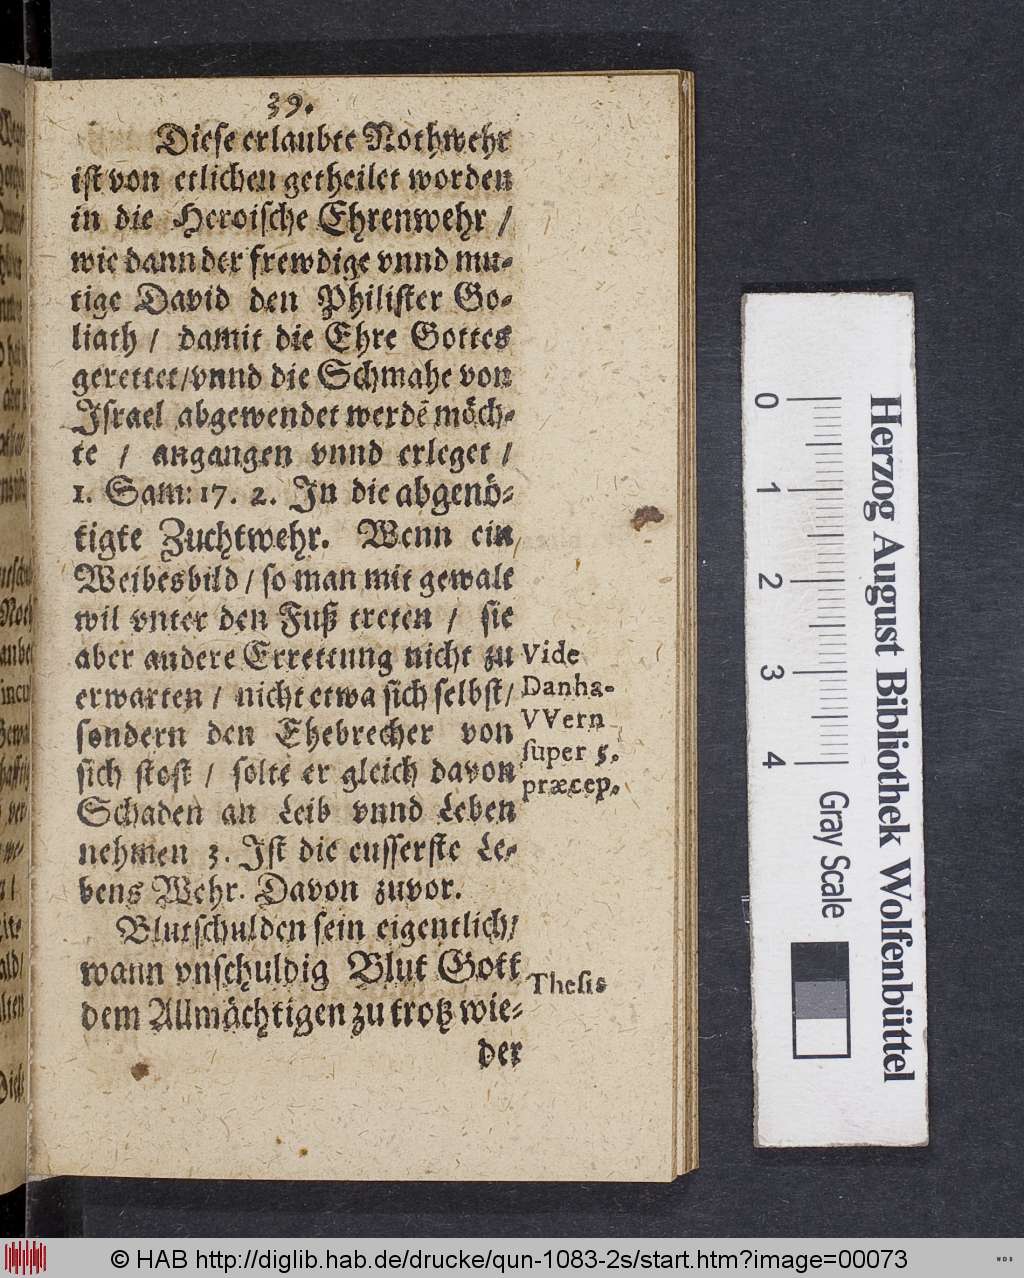 39.
Diese erlaubte Nothwehr
ist von etlichen getheilet worden
in die Heroische Ehrenwehr /
wie dann der frewdige vnnd mu-
tige David den Philister Go-
liath / damit die Ehre Gottes
gerettet/vnnd die Schmahe von
Israel abgewendet werdē möch-
te / angangen vnnd erleget /
1. Sam: 17. 2. In die abgenö-
tigte Zuchtwehr. Wenn ein
Weibesbild / so man mit gewalt
wil vnter den Fuß treten / sie
aber andere Errettung nicht zu
erwarten / nicht etwa sich selbst/
sondern den Ehebrecher von
sich stost / solte er gleich davon
Schaden an Leib vnnd Leben
nehmen 3. Ist die eusserste Le-
bens Wehr. Davon zuvor.
Blutschulden sein eigentlich/
wann vnschuldig Blut Gott
dem Allmächtigen zu trotz wie-
der
Vide
Danha-
VVern
super 5.
præcep.
Thesis
Herzog August Bibliothek Wolfenbüttel
0 1 2 3 4
Gray Scale
© HAB http://diglib.hab.de/drucke/qun-1083-2s/start.htm?image=00073